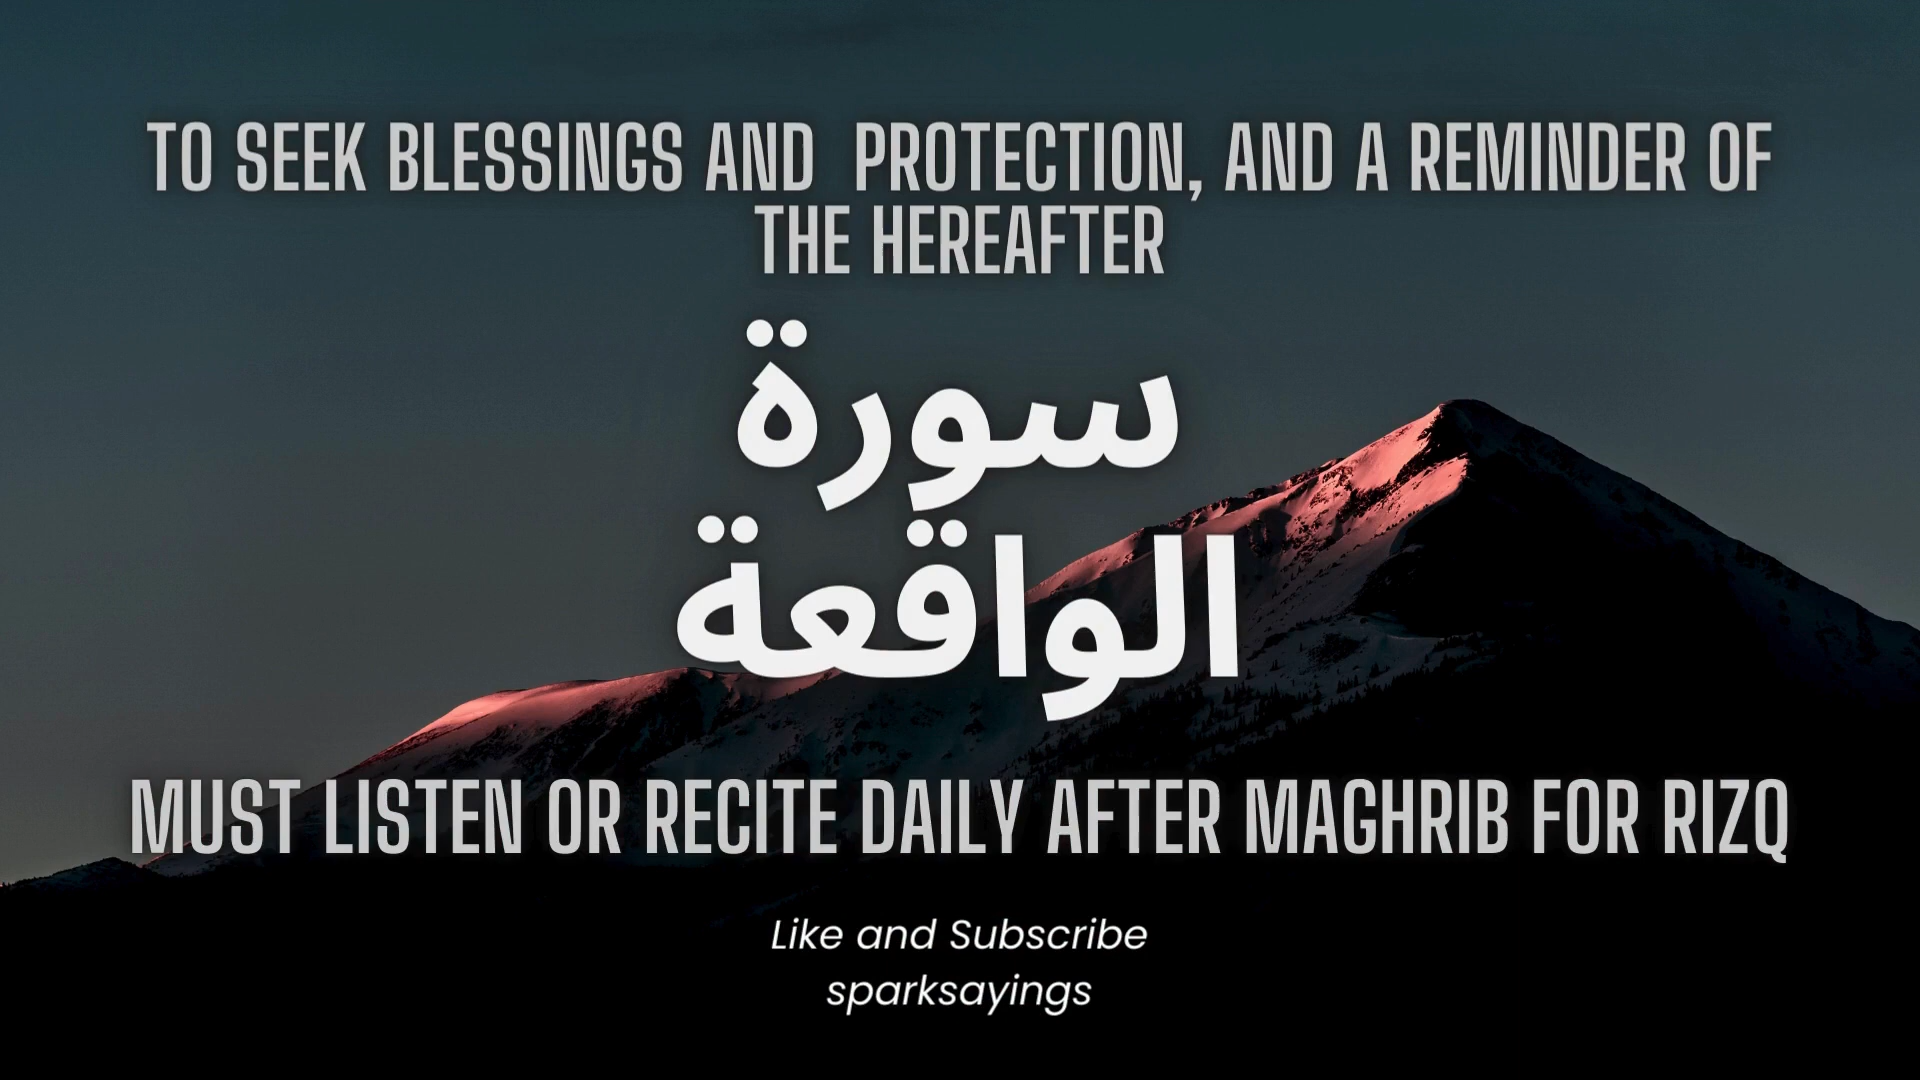 TO SEEK BLESSINGS AND PROTECTION, AND A REMINDER OF
THE HEREAFTER
سورة
الواقعة
MUST LISTEN OR RECITE DAILY AFTER MAGHRIB FOR RIZQ
Like and Subscribe
sparksayings